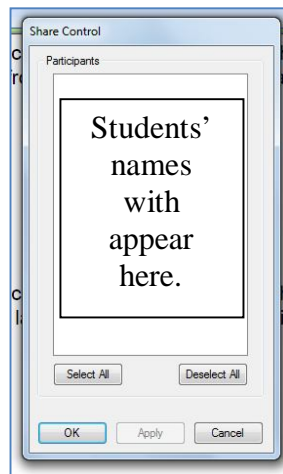 Share Control
Participants
Students’
names
with
appear
here.
Select All
Deselect All
OK
Apply
Cancel